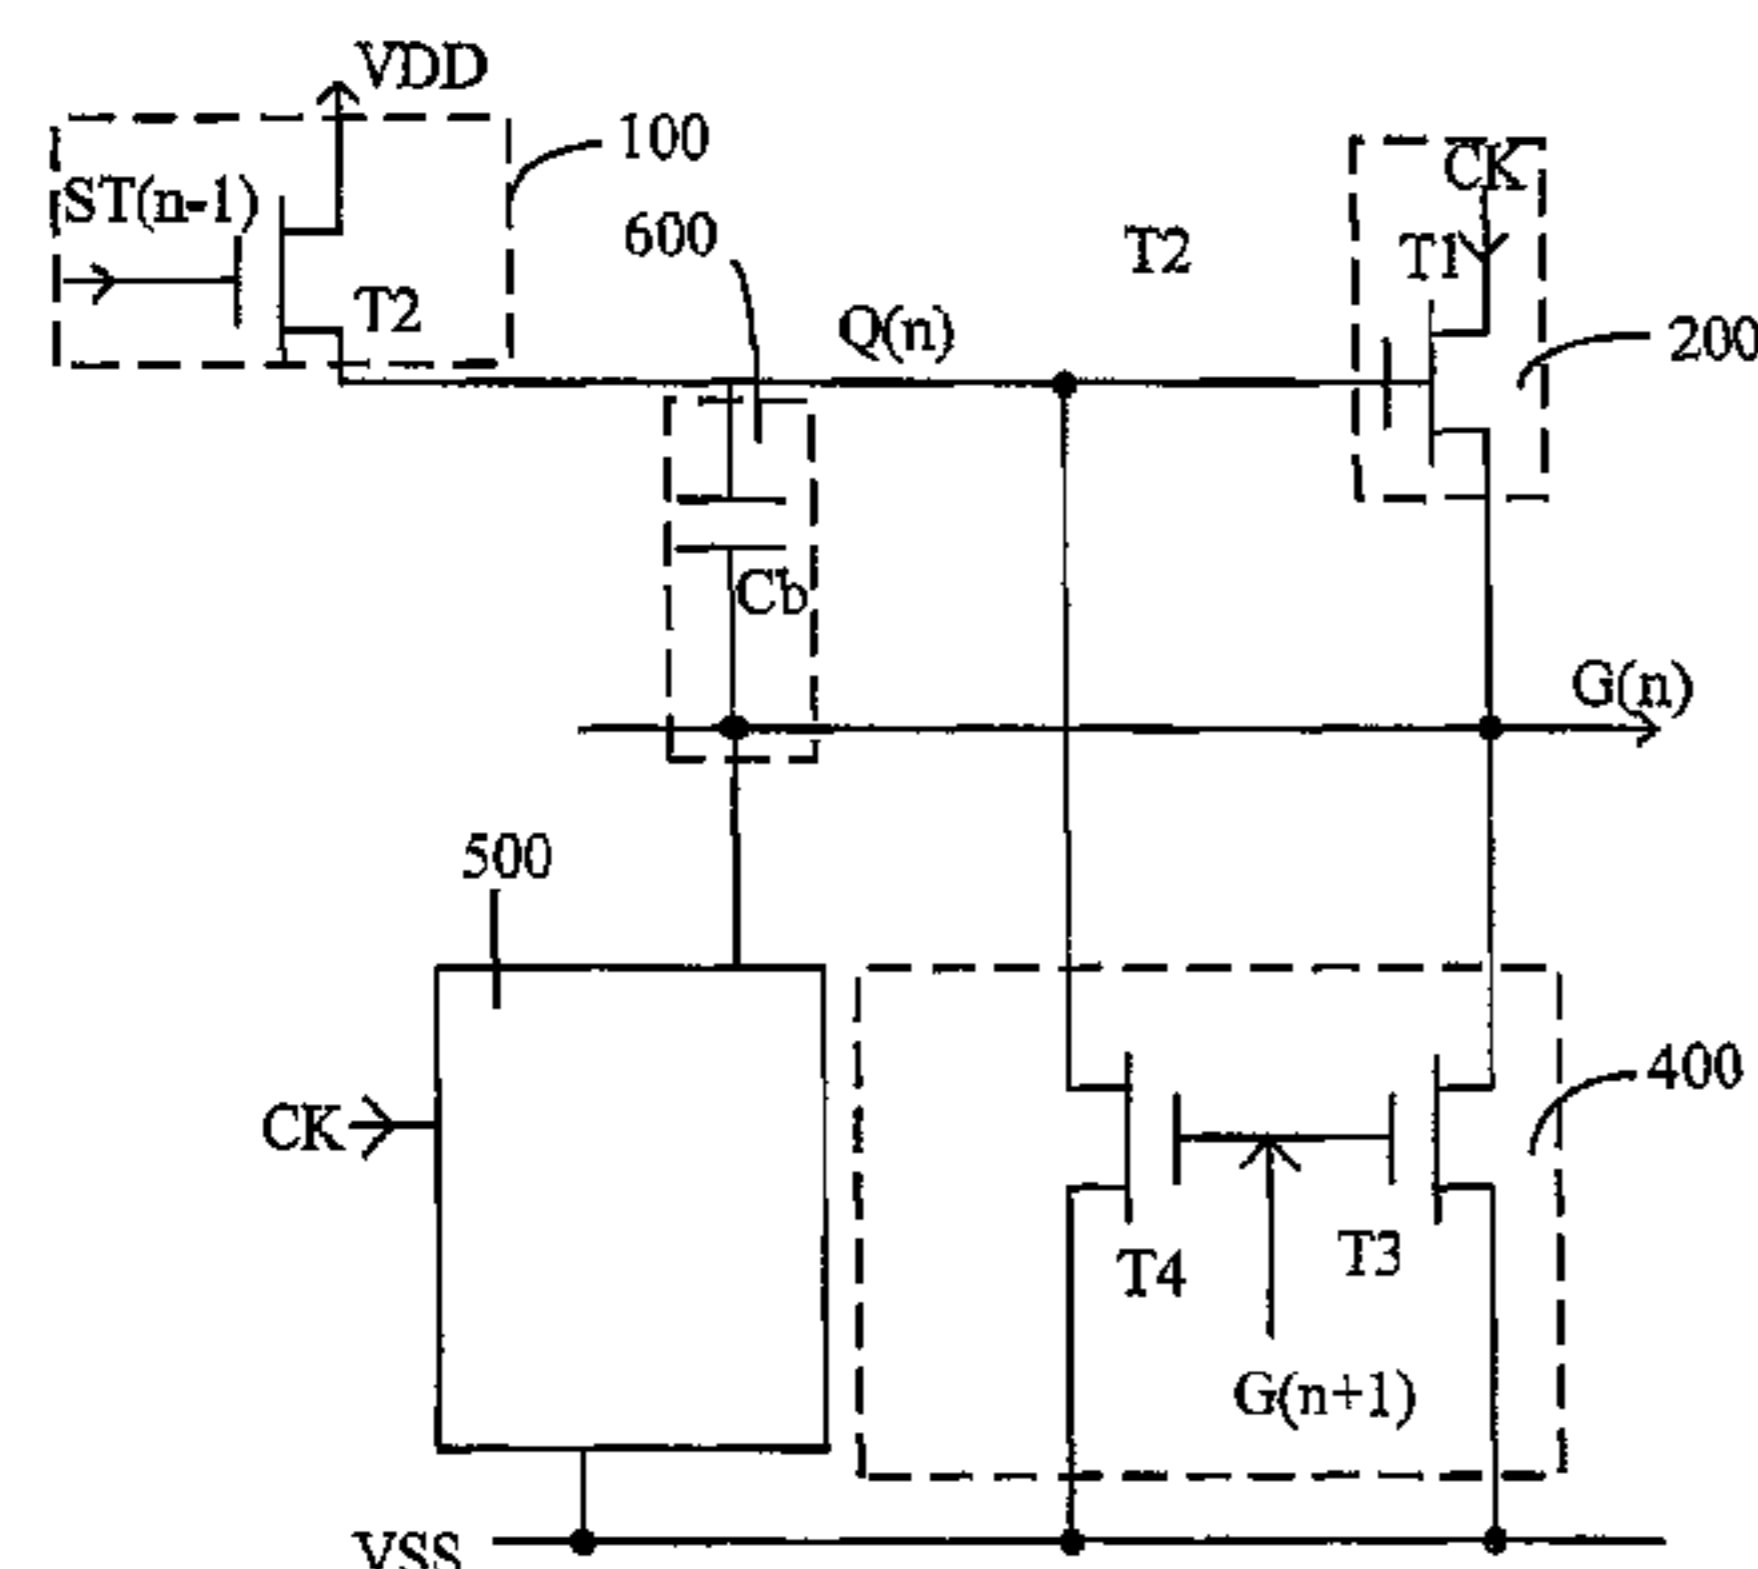 VDD
100
ST(n-1)
CK
600
T2
T1
T2
Q(n)
200
Cb
G(n)
500
400
CK
T4
T3
G(n+1)
VSS